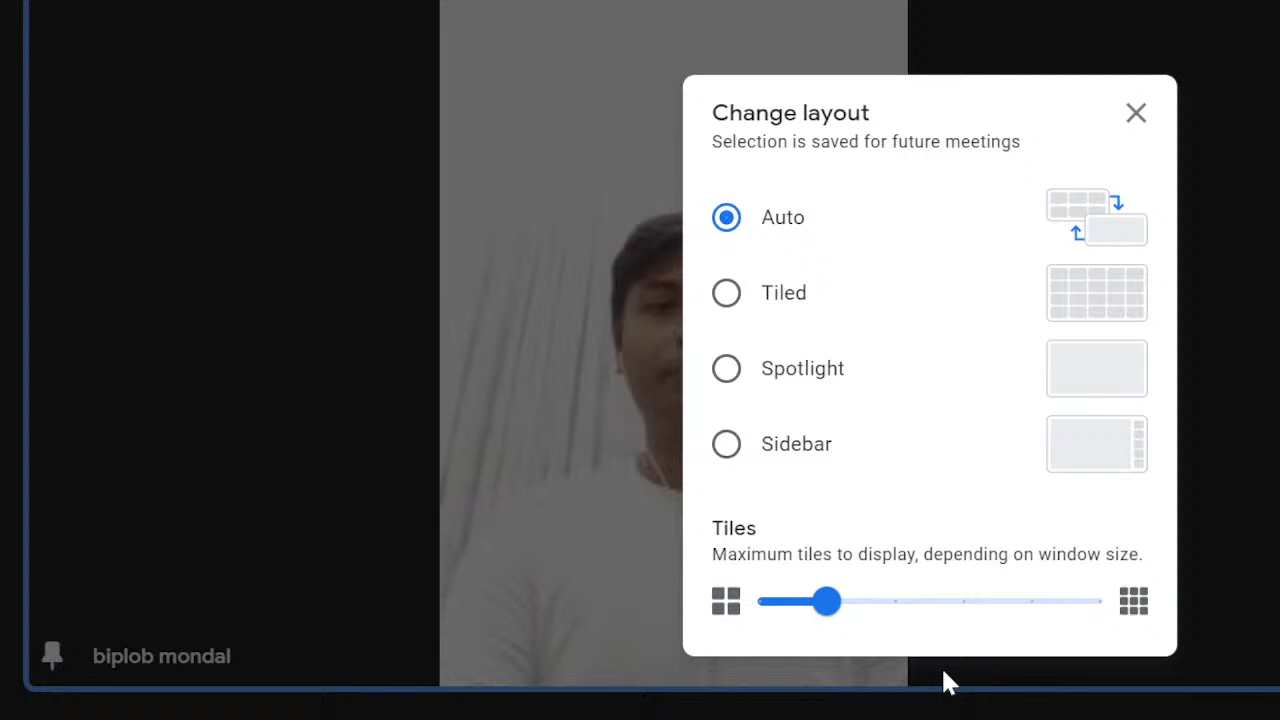 Change layout
Selection is saved for future meetings
Auto
Tiled
Spotlight
Sidebar
Tiles
Maximum tiles to display, depending on window size.
biplob mondal